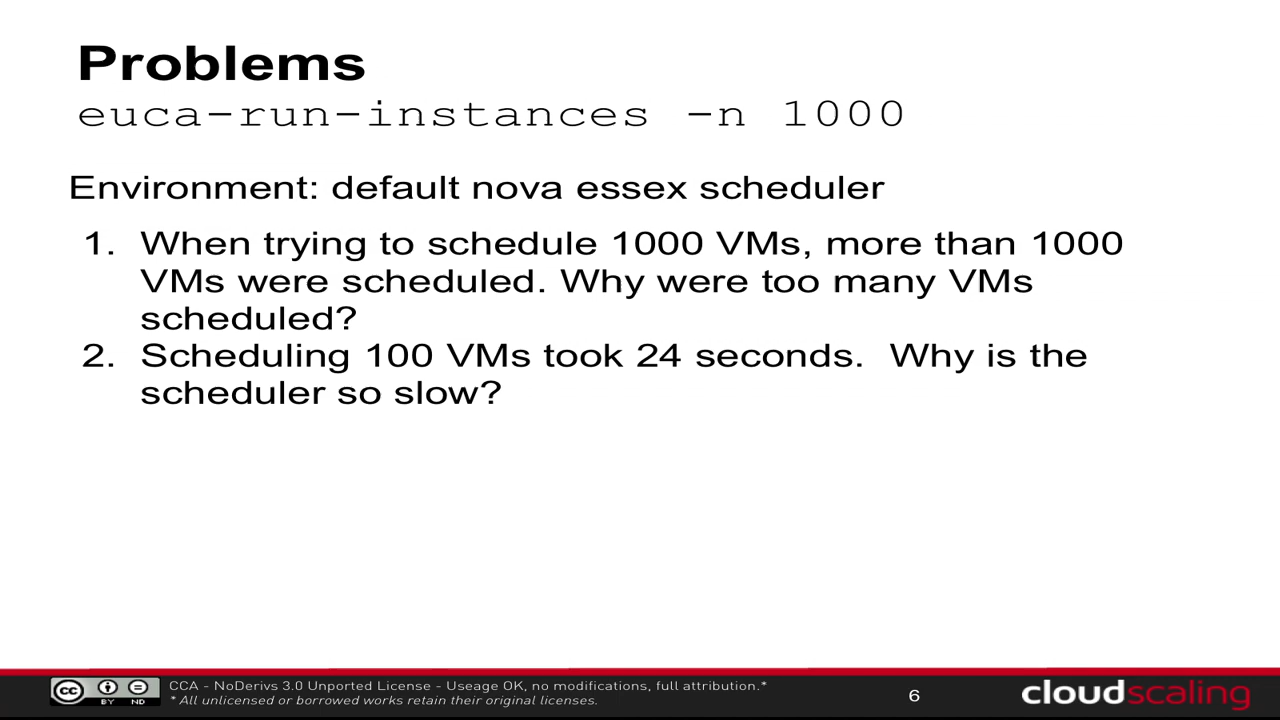 Problems
euca-run-instances -n 1000
Environment: default nova essex scheduler
1. When trying to schedule 1000 VMs, more than 1000
VMs were scheduled. Why were too many VMs
scheduled?
2. Scheduling 100 VMs took 24 seconds. Why is the
scheduler so slow?
cc BY ND
CCA - NoDerivs 3.0 Unported License - Useage OK, no modifications, full attribution.*
* All unlicensed or borrowed works retain their original licenses.
6
cloudscaling